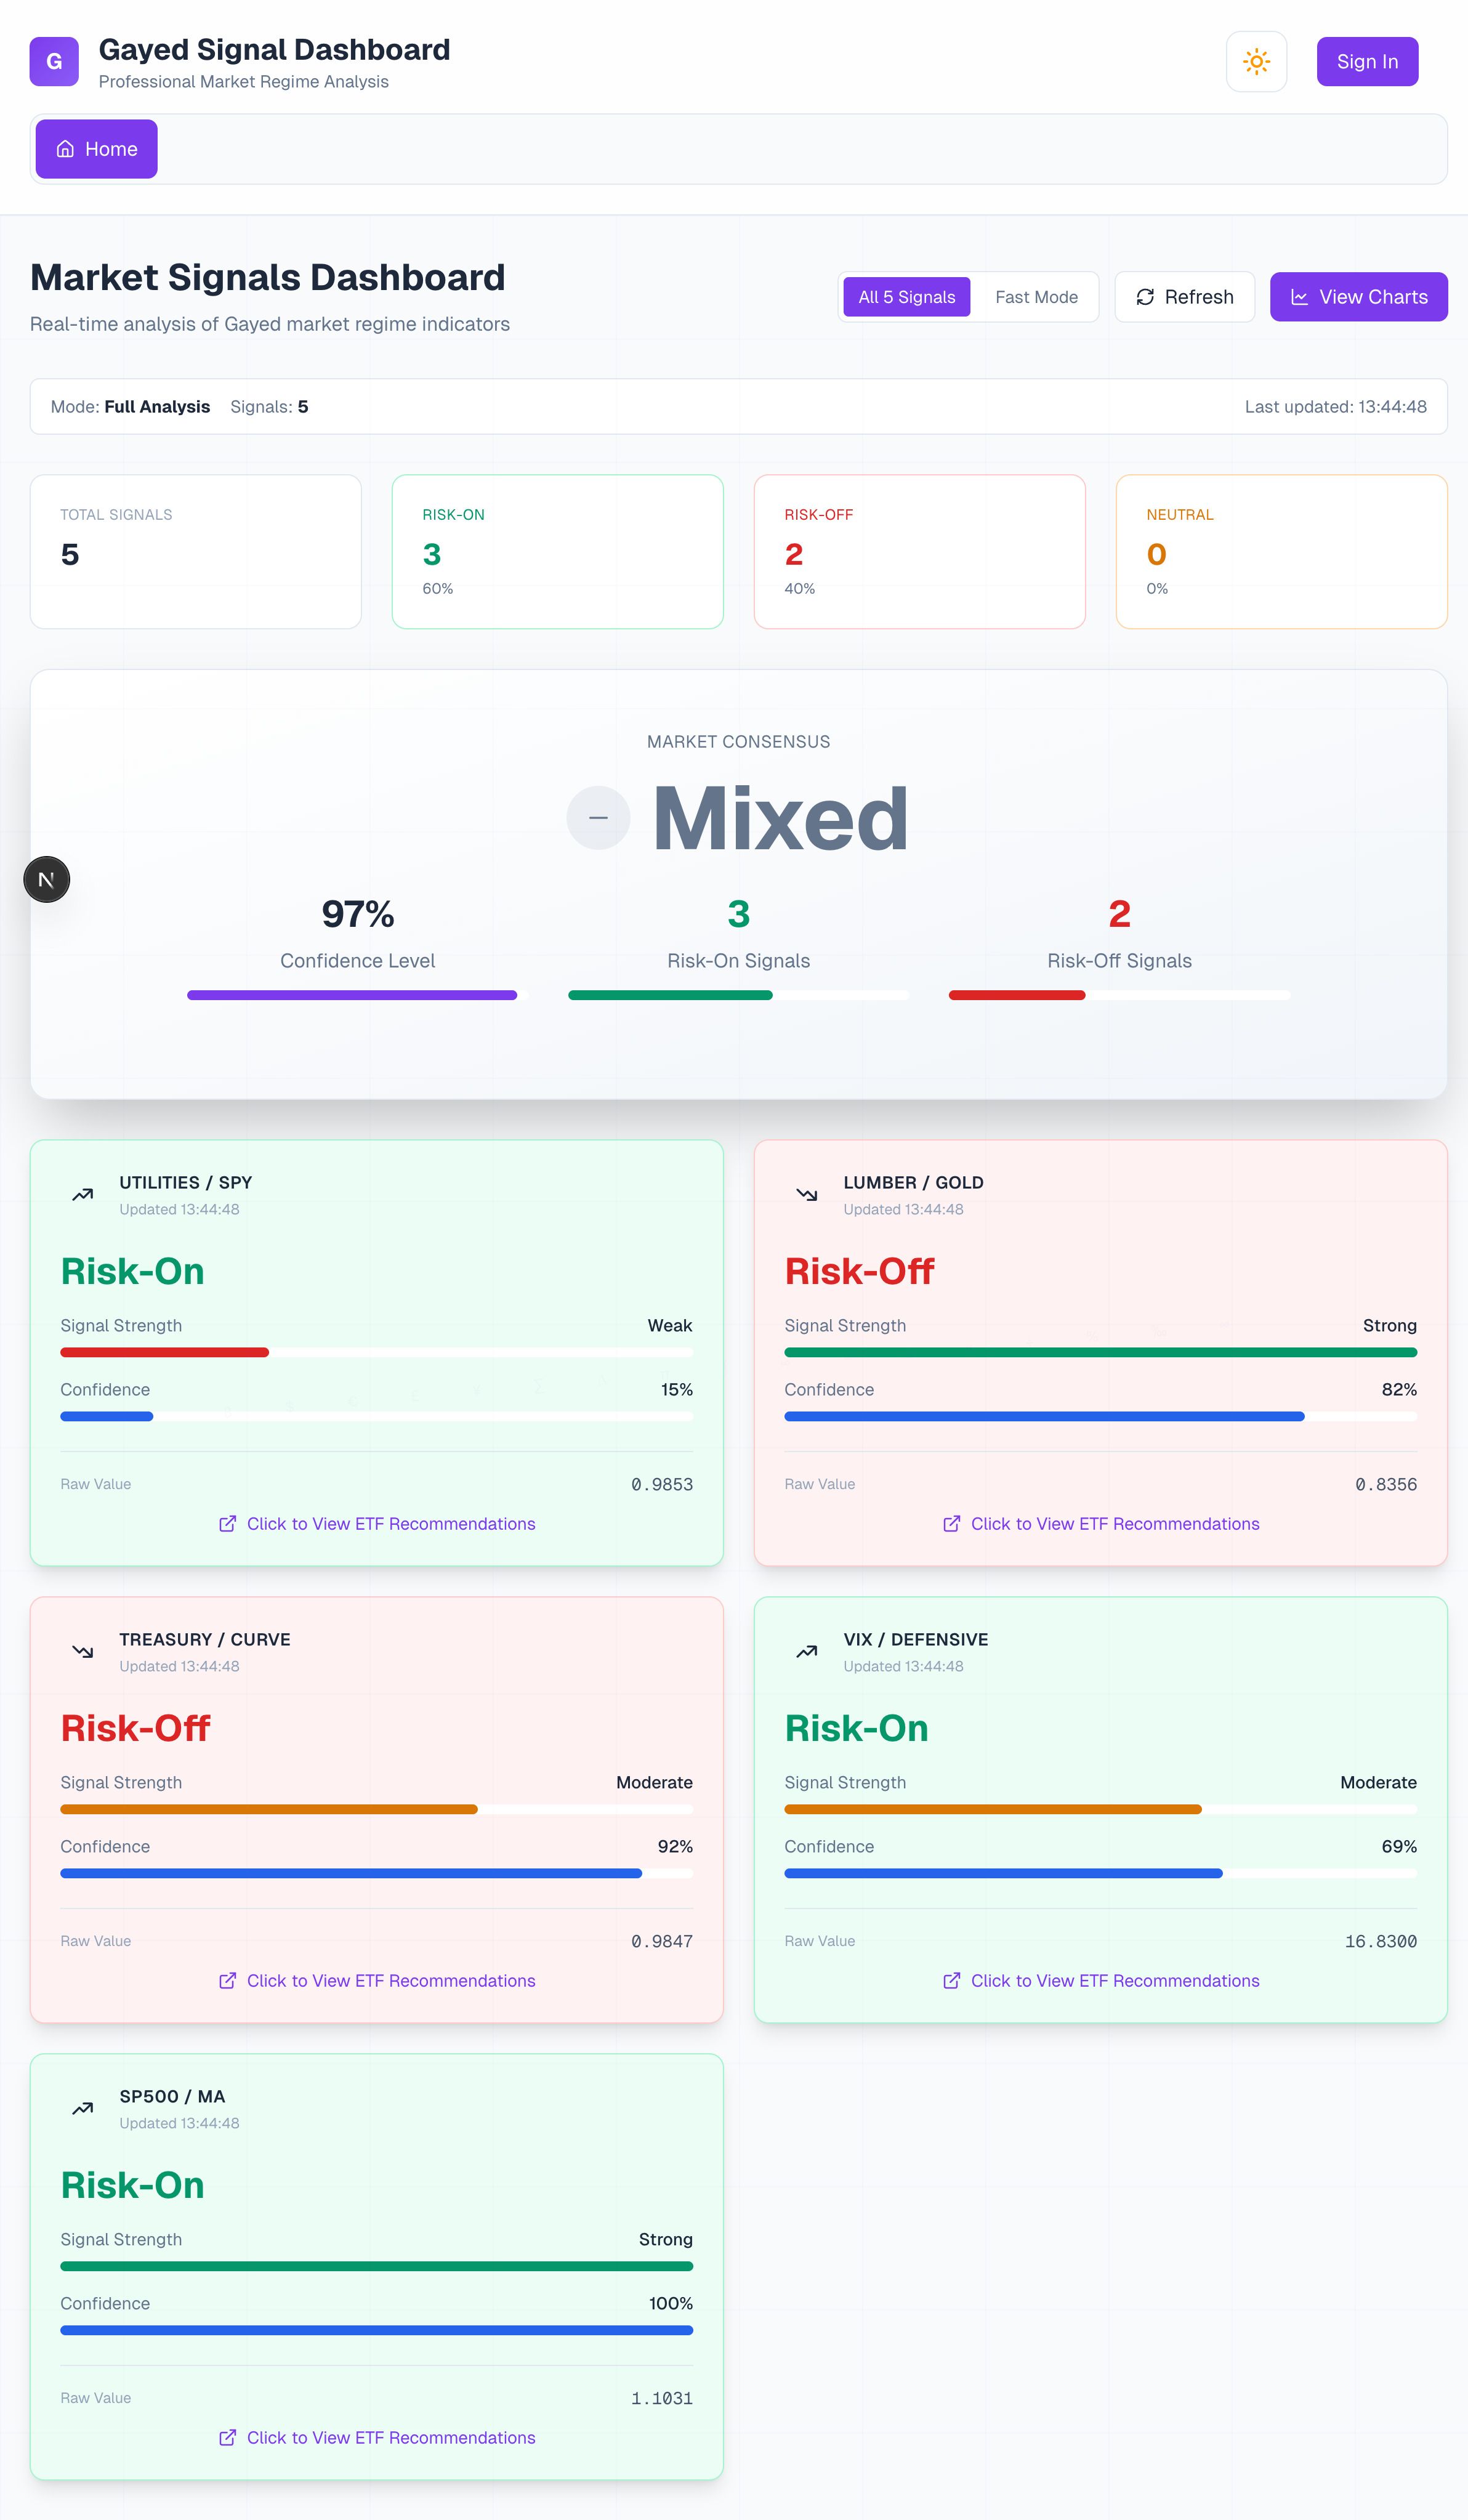 G
Gayed Signal Dashboard
Professional Market Regime Analysis
Sign In
Home
Market Signals Dashboard
Real-time analysis of Gayed market regime indicators
All 5 Signals
Fast Mode
Refresh
View Charts
Mode: Full Analysis Signals: 5
Last updated: 13:44:48
TOTAL SIGNALS
5
RISK-ON
3
60%
RISK-OFF
2
40%
NEUTRAL
0
0%
MARKET CONSENSUS
Mixed
N
97%
Confidence Level
3
Risk-On Signals
2
Risk-Off Signals
UTILITIES / SPY
Updated 13:44:48
Risk-On
Signal Strength Weak
Confidence 15%
Raw Value 0.9853
Click to View ETF Recommendations
LUMBER / GOLD
Updated 13:44:48
Risk-Off
Signal Strength Strong
Confidence 82%
Raw Value 0.8356
Click to View ETF Recommendations
TREASURY / CURVE
Updated 13:44:48
Risk-Off
Signal Strength Moderate
Confidence 92%
Raw Value 0.9847
Click to View ETF Recommendations
VIX / DEFENSIVE
Updated 13:44:48
Risk-On
Signal Strength Moderate
Confidence 69%
Raw Value 16.8300
Click to View ETF Recommendations
SP500 / MA
Updated 13:44:48
Risk-On
Signal Strength Strong
Confidence 100%
Raw Value 1.1031
Click to View ETF Recommendations